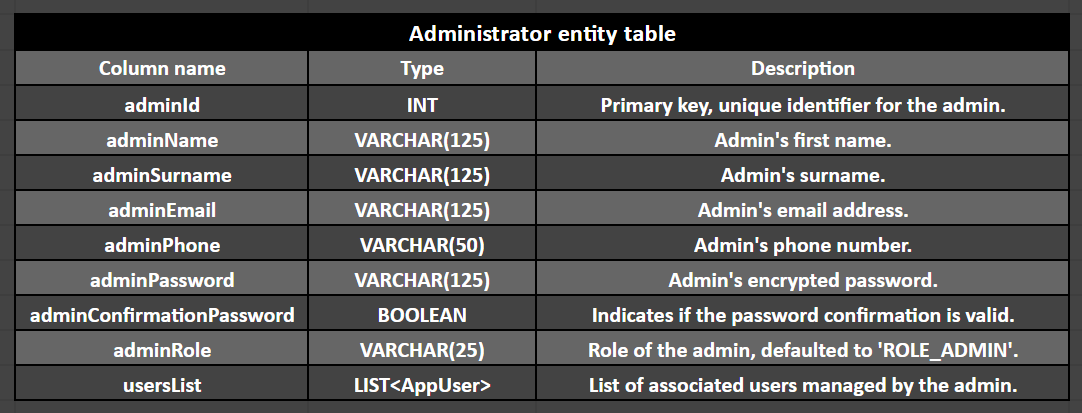 Administrator entity table
Column name Type Description
adminId INT Primary key, unique identifier for the admin.
adminName VARCHAR(125) Admin's first name.
adminSurname VARCHAR(125) Admin's surname.
adminEmail VARCHAR(125) Admin's email address.
adminPhone VARCHAR(50) Admin's phone number.
adminPassword VARCHAR(125) Admin's encrypted password.
adminConfirmationPassword BOOLEAN Indicates if the password confirmation is valid.
adminRole VARCHAR(25) Role of the admin, defaulted to 'ROLE_ADMIN'.
usersList LIST<AppUser> List of associated users managed by the admin.